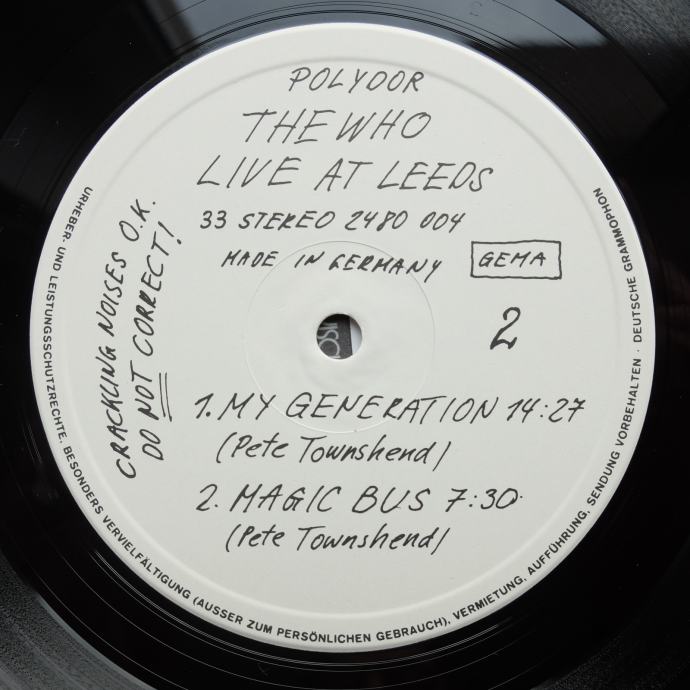 POLYDOR
THE WHO
LIVE AT LEEDS
33 STEREO 2480 004
MADE IN GERMANY
GEMA
2
CRACKLING NOISES O.K.
DO NOT CORRECT!
1. MY GENERATION 14:27
(Pete Townshend)
2. MAGIC BUS 7:30
(Pete Townshend)
URHEBER- UND LEISTUNGSSCHUTZRECHTE, BESONDERS VERVIELFÄLTIGUNG (AUSSER ZUM PERSÖNLICHEN GEBRAUCH), VERMIETUNG, AUFFÜHRUNG, SENDUNG VORBEHALTEN · DEUTSCHE GRAMMOPHON